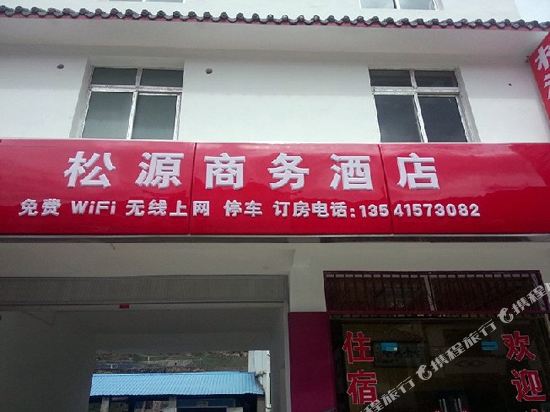 松源商务酒店
免费 WiFi 无线上网 停车 订房电话:13541573082
住宿
欢迎
携程旅行
携程旅行